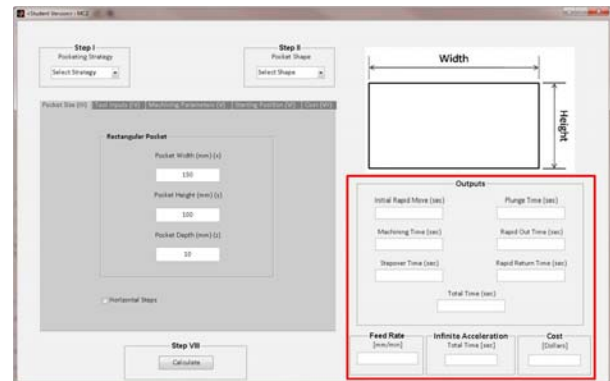 <Student Version> - MC2
Step I
Pocketing Strategy
Select Strategy
Step II
Pocket Shape
Select Shape
Pocket Size (III) Tool Inputs (IV) Machining Parameters (V) Starting Position (VI) Cost (VII)
Rectangular Pocket
Pocket Width (mm) (x)
150
Pocket Height (mm) (y)
100
Pocket Depth (mm) (z)
10
Horizontal Steps
Step VIII
Calculate
Width
Height
Outputs
Initial Rapid Move (sec)
Plunge Time (sec)
Machining Time (sec)
Rapid Out Time (sec)
Stepover Time (sec)
Rapid Return Time (sec)
Total Time (sec)
Feed Rate
[mm/min]
Infinite Acceleration
Total Time [sec]
Cost
[Dollars]